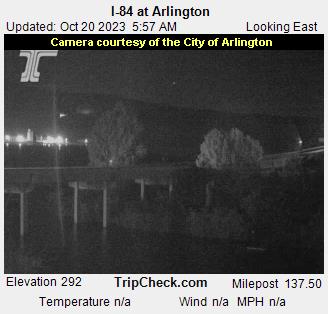 I-84 at Arlington
Updated: Oct 20 2023 5:57 AM Looking East
Camera courtesy of the City of Arlington
Elevation 292 TripCheck.com Milepost 137.50
Temperature n/a Wind n/a MPH n/a